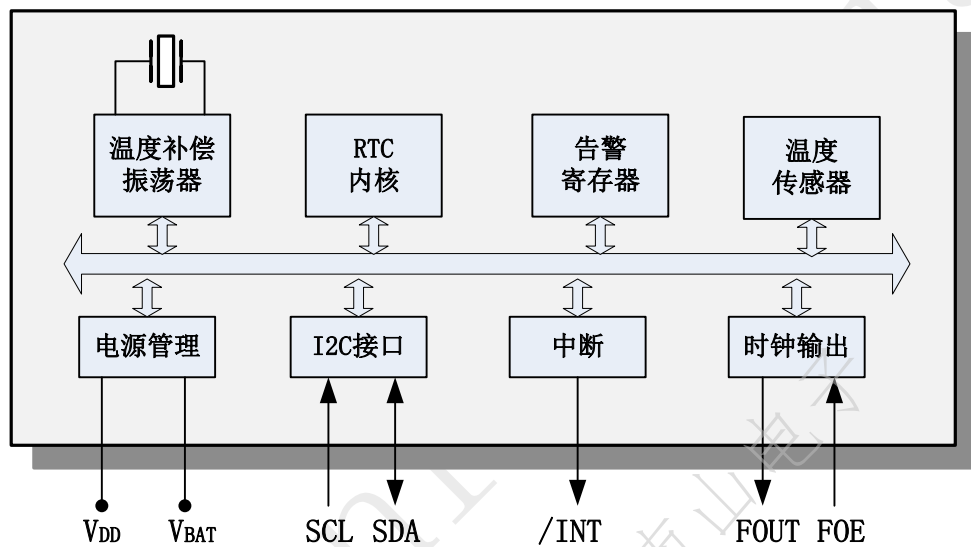 温度补偿
振荡器
RTC
内核
告警
寄存器
温度
传感器
电源管理
I2C接口
中断
时钟输出
VDD
VBAT
SCL
SDA
/INT
FOUT
FOE